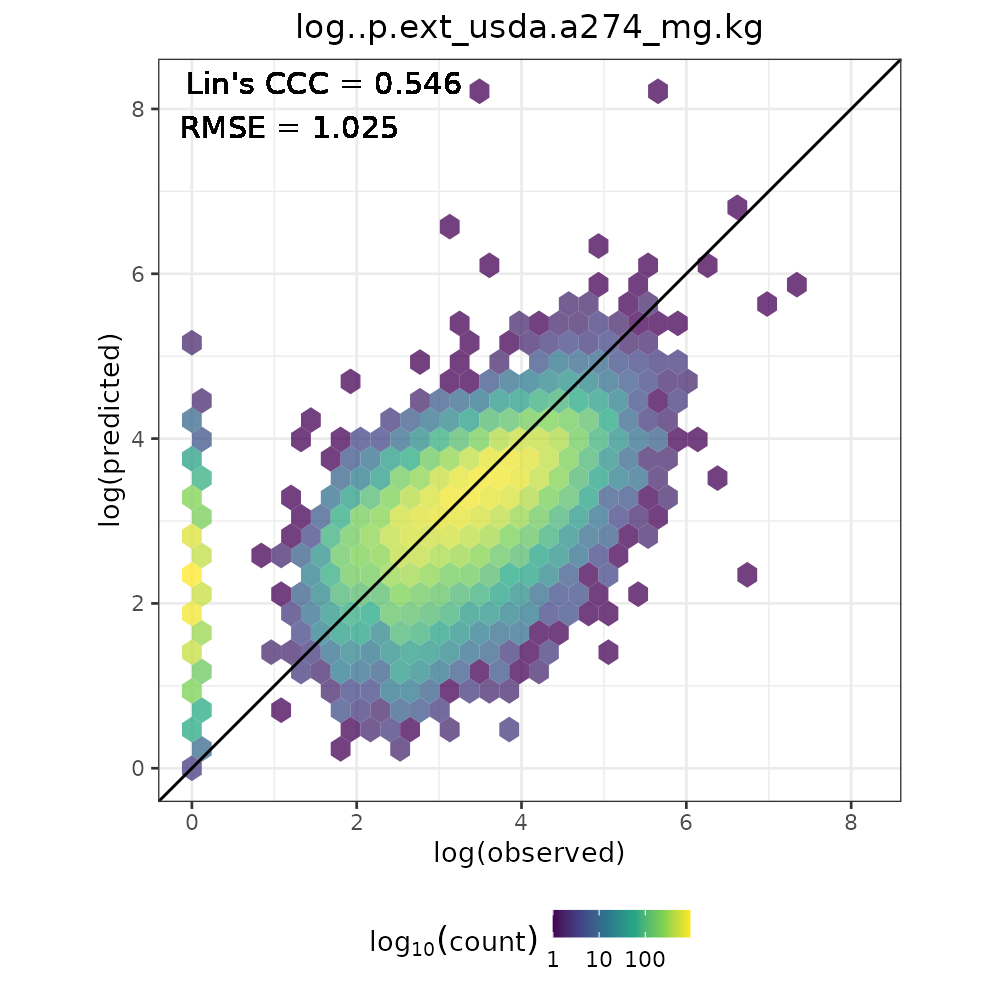 log..p.ext_usda.a274_mg.kg
Lin's CCC = 0.546
RMSE = 1.025
8
6
4
2
0
log(predicted)
0 2 4 6 8
log(observed)
log₁₀(count)
1 10 100